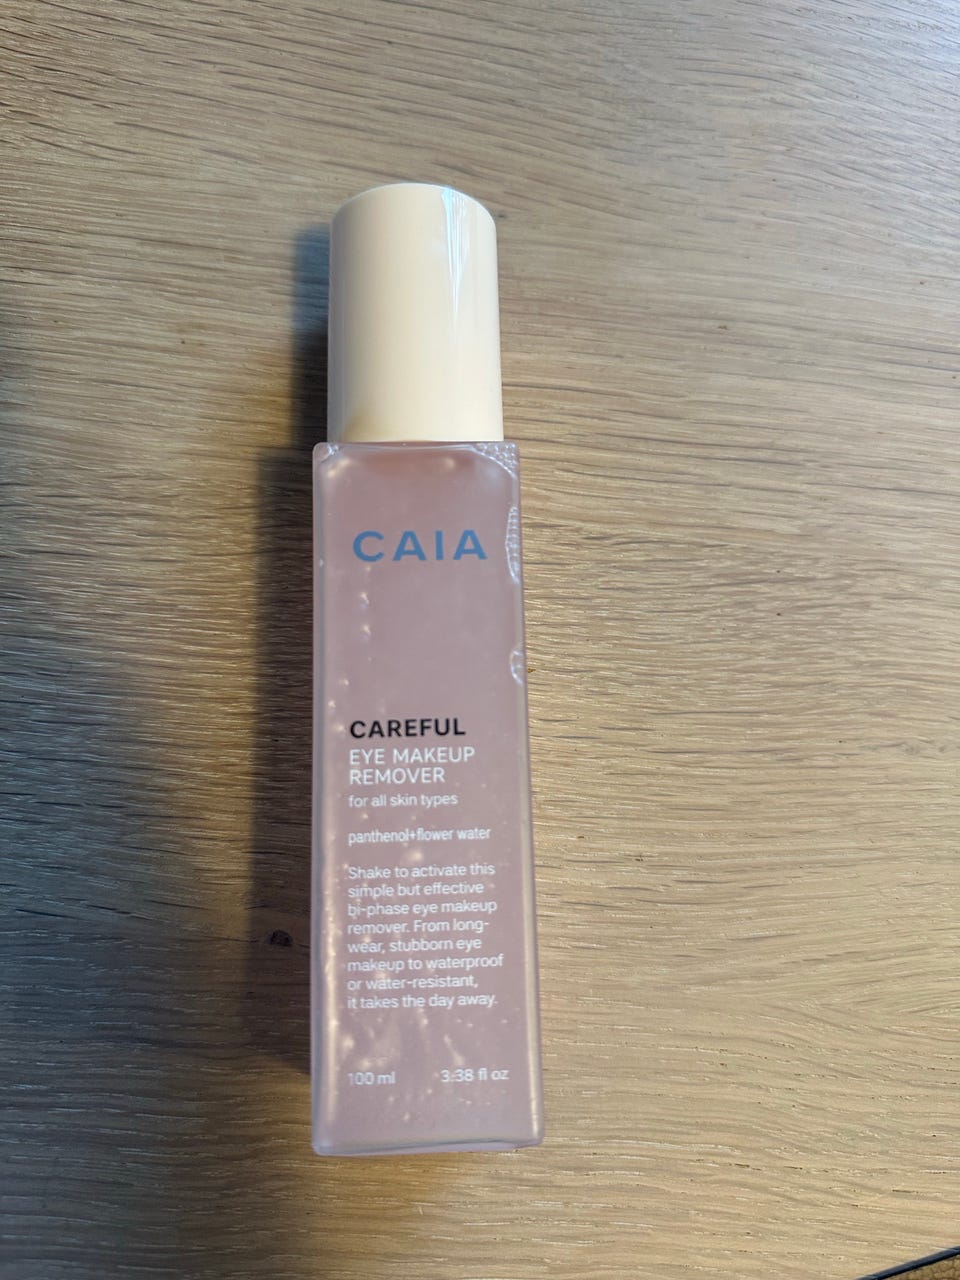 CAIA
CAREFUL
EYE MAKEUP
REMOVER
for all skin types
panthenol+flower water
Shake to activate this
simple but effective
bi-phase eye makeup
remover. From long-
wear, stubborn eye
makeup to waterproof
or water-resistant,
it takes the day away.
100 ml 3.38 fl oz